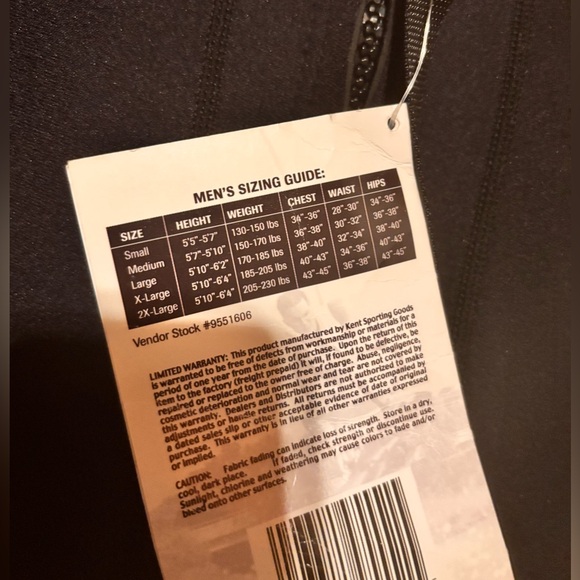 MEN'S SIZING GUIDE:
SIZE HEIGHT WEIGHT CHEST WAIST HIPS
Small 5'5"-5'7" 130-150 lbs 34"-36" 28"-30" 34"-36"
Medium 5'7"-5'10" 150-170 lbs 36"-38" 30"-32" 36"-38"
Large 5'10"-6'2" 170-185 lbs 38"-40" 32"-34" 38"-40"
X-Large 5'10"-6'4" 185-205 lbs 40"-43" 34"-36" 40"-43"
2X-Large 5'10"-6'4" 205-230 lbs 43"-45" 36"-38" 43"-45"
Vendor Stock #9551606
LIMITED WARRANTY: This product manufactured by Kent Sporting Goods
is warranted to be free of defects from workmanship or materials for a
period of one year from the date of purchase. Upon the return of this
item to the factory (freight prepaid) it will, if found to be defective, be
repaired or replaced to the owner free of charge. Abuse, negligence,
cosmetic deterioration and normal wear and tear are not covered by
this warranty. Dealers and Distributors are not authorized to make
adjustments or handle returns. All returns must be accompanied by
a dated sales slip or other acceptable evidence of date of original
purchase. This warranty is in lieu of all other warranties expressed
or implied.
CAUTION: Fabric fading can indicate loss of strength. Store in a dry,
cool, dark place. If faded, check strength or discontinue use.
Sunlight, chlorine and weathering may cause colors to fade and/or
bleed onto other surfaces.